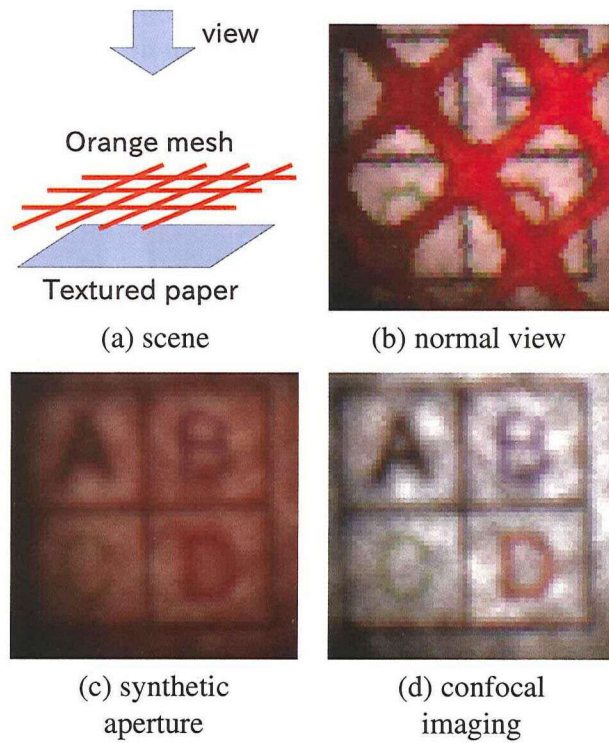 view
Orange mesh
Textured paper
(a) scene
(b) normal view
A B
C D
(c) synthetic
aperture
A B
C D
(d) confocal
imaging